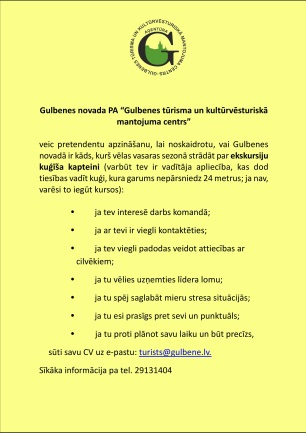 AĢENTŪRA
G
GULBENES TŪRISMA UN KULTŪRVĒSTURISKĀ MANTOJUMA CENTRS
Gulbenes novada PA "Gulbenes tūrisma un kultūrvēsturiskā
mantojuma centrs"
veic pretendentu apzināšanu, lai noskaidrotu, vai Gulbenes
novadā ir kāds, kurš vēlas vasaras sezonā strādāt par ekskursiju
kuģīša kapteini (varbūt tev ir vadītāja apliecība, kas dod
tiesības vadīt kuģi, kura garums nepārsniedz 24 metrus; ja nav,
varēsi to iegūt kursos):
• ja tev interesē darbs komandā;
• ja ar tevi ir viegli kontaktēties;
• ja tev viegli padodas veidot attiecības ar
cilvēkiem;
• ja tu vēlies uzņemties līdera lomu;
• ja tu spēj saglabāt mieru stresa situācijās;
• ja tu esi prasīgs pret sevi un punktuāls;
• ja tu proti plānot savu laiku un būt precīzs,
sūti savu CV uz e-pastu: turists@gulbene.lv.
Sīkāka informācija pa tel. 29131404